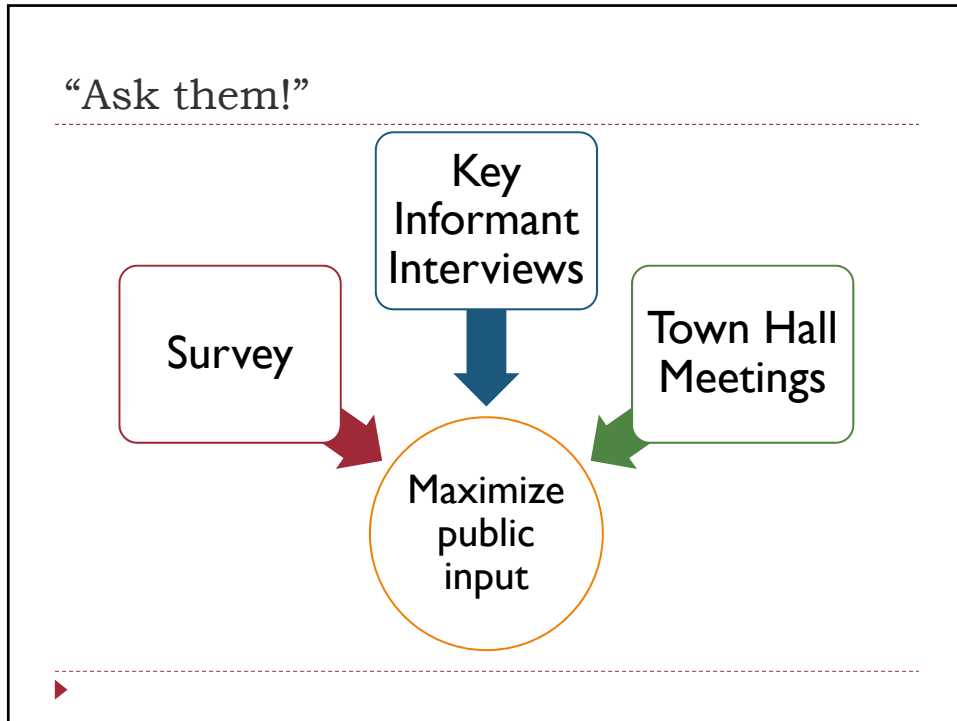 “Ask them!”
Key
Informant
Interviews
Survey
Town Hall
Meetings
Maximize
public
input